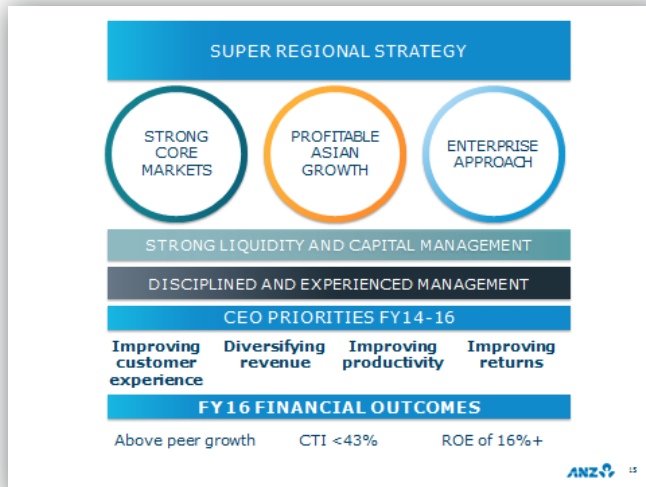 SUPER REGIONAL STRATEGY
STRONG
CORE
MARKETS
PROFITABLE
ASIAN
GROWTH
ENTERPRISE
APPROACH
STRONG LIQUIDITY AND CAPITAL MANAGEMENT
DISCIPLINED AND EXPERIENCED MANAGEMENT
CEO PRIORITIES FY14-16
Improving
customer
experience
Diversifying
revenue
Improving
productivity
Improving
returns
FY16 FINANCIAL OUTCOMES
Above peer growth
CTI <43%
ROE of 16%+
ANZ
15